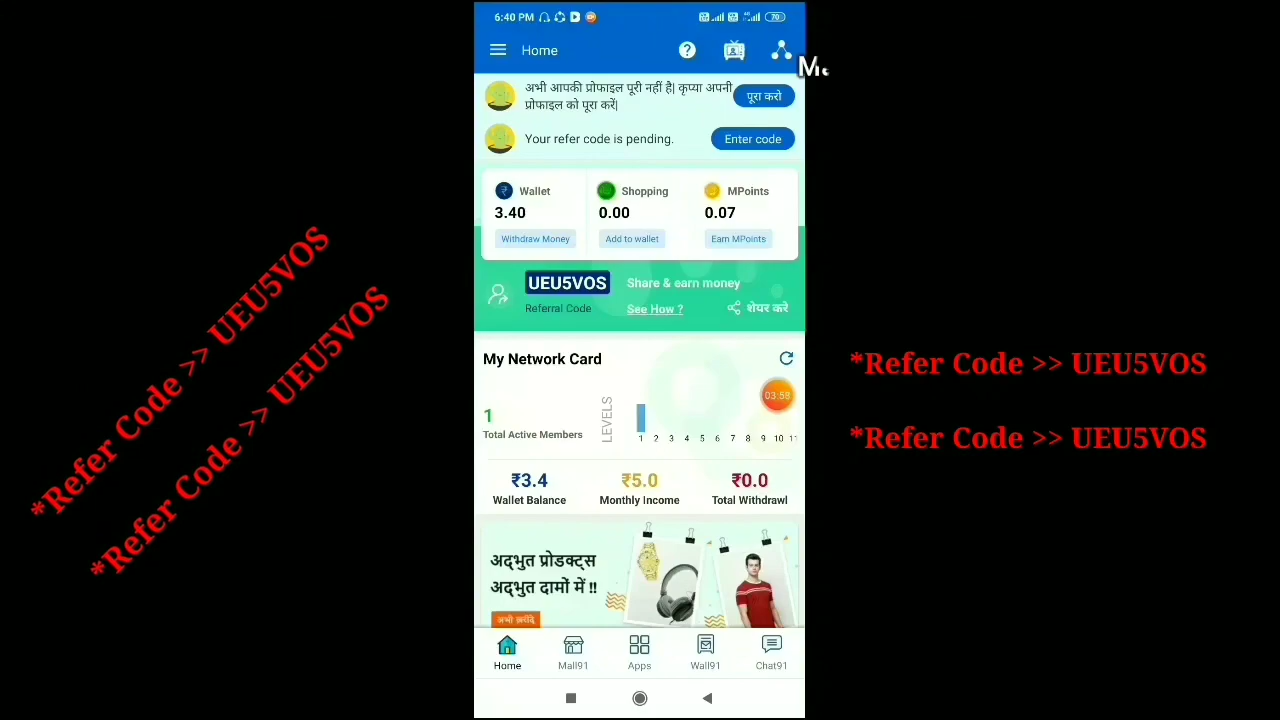 6:40 PM
70
Home
Mc
अभी आपकी प्रोफाइल पूरी नहीं है| कृप्या अपनी
प्रोफाइल को पूरा करें|
पूरा करो
Your refer code is pending.
Enter code
Wallet
Shopping
MPoints
3.40
0.00
0.07
Withdraw Money
Add to wallet
Earn MPoints
UEU5VOS
Share & earn money
Referral Code
See How ?
शेयर करे
My Network Card
1
Total Active Members
LEVELS
03:58
1 2 3 4 5 6 7 8 9 10 11
₹3.4
₹5.0
₹0.0
Wallet Balance
Monthly Income
Total Withdrawl
अद्भुत प्रोडक्ट्स
अद्भुत दामों में !!
अभी ख़रीदे
Home
Mall91
Apps
Wall91
Chat91
*Refer Code >> UEU5VOS
*Refer Code >> UEU5VOS
*Refer Code >> UEU5VOS
*Refer Code >> UEU5VOS